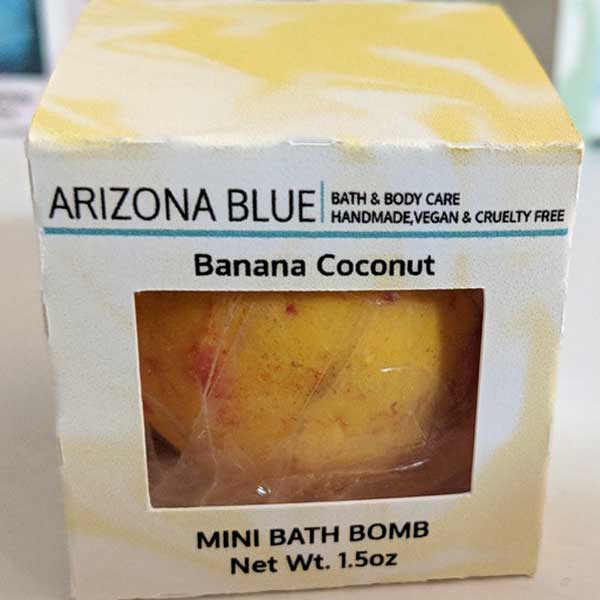 ARIZONA BLUE
BATH & BODY CARE
HANDMADE,VEGAN & CRUELTY FREE
Banana Coconut
MINI BATH BOMB
Net Wt. 1.5oz